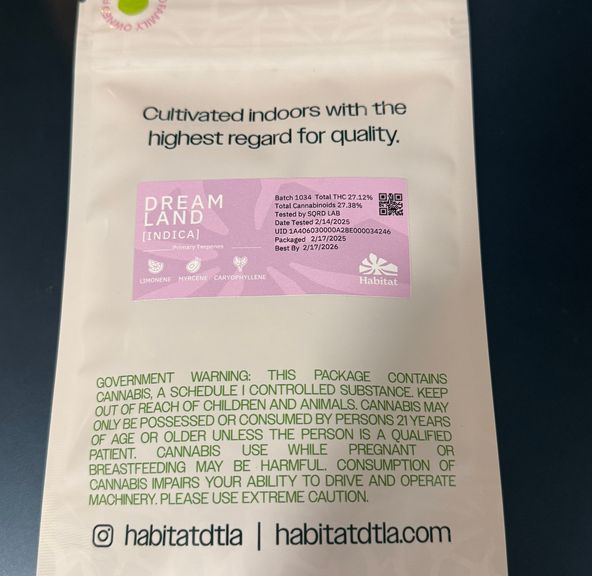 FAMILY OWNED
Cultivated indoors with the
highest regard for quality.
DREAM
LAND
[INDICA]
Primary Terpenes
LIMONENE MYRCENE CARYOPHYLLENE
Batch 1034 Total THC 27.12%
Total Cannabinoids 27.38%
Tested by SQRD LAB
Date Tested 2/14/2025
UID 1A406030000A28E000034246
Packaged 2/17/2025
Best By 2/17/2026
Habitat
GOVERNMENT WARNING: THIS PACKAGE CONTAINS
CANNABIS, A SCHEDULE I CONTROLLED SUBSTANCE. KEEP
OUT OF REACH OF CHILDREN AND ANIMALS. CANNABIS MAY
ONLY BE POSSESSED OR CONSUMED BY PERSONS 21 YEARS
OF AGE OR OLDER UNLESS THE PERSON IS A QUALIFIED
PATIENT. CANNABIS USE WHILE PREGNANT OR
BREASTFEEDING MAY BE HARMFUL. CONSUMPTION OF
CANNABIS IMPAIRS YOUR ABILITY TO DRIVE AND OPERATE
MACHINERY. PLEASE USE EXTREME CAUTION.
habitatdtla | habitatdtla.com